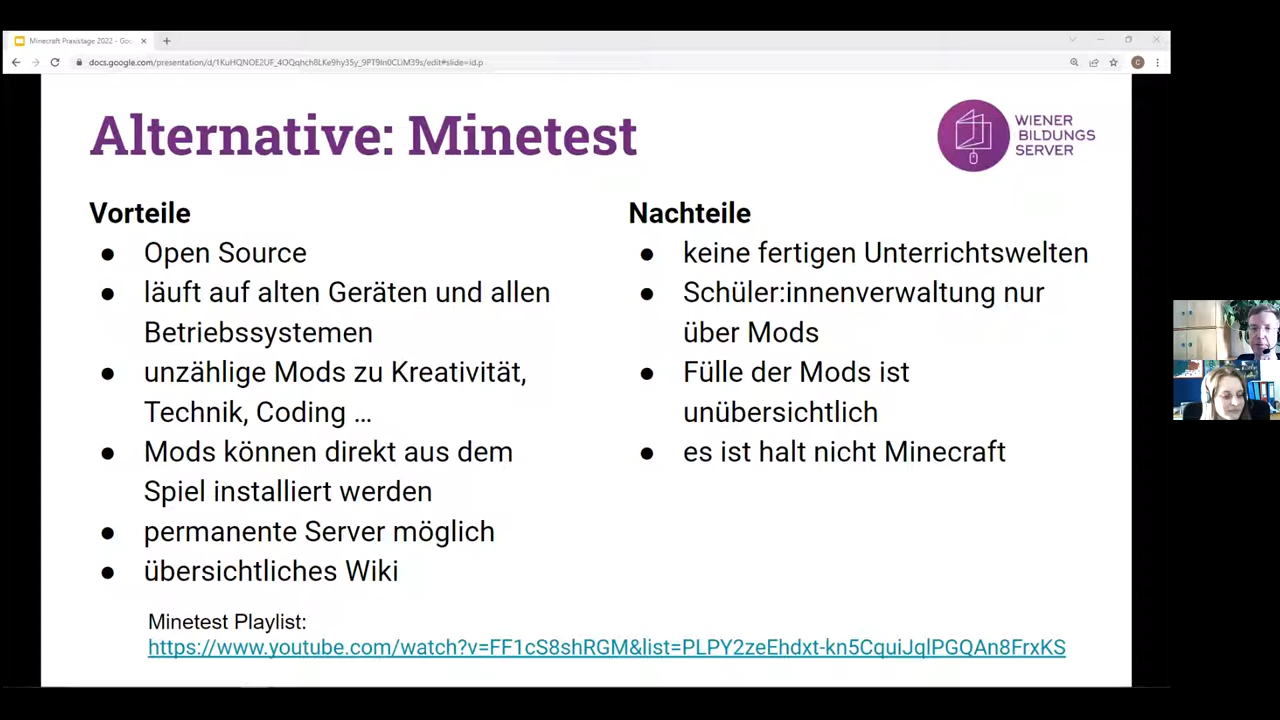 Minecraft Praxistage 2022 - Goo
docs.google.com/presentation/d/1KuHQNOE2UF_4OQqhch8LKe9hy35y_9PT9In0CLiM39s/edit#slide=id.p
Alternative: Minetest
WIENER
BILDUNGS
SERVER
Vorteile
● Open Source
● läuft auf alten Geräten und allen
Betriebssystemen
● unzählige Mods zu Kreativität,
Technik, Coding ...
● Mods können direkt aus dem
Spiel installiert werden
● permanente Server möglich
● übersichtliches Wiki
Nachteile
● keine fertigen Unterrichtswelten
● Schüler:innenverwaltung nur
über Mods
● Fülle der Mods ist
unübersichtlich
● es ist halt nicht Minecraft
Minetest Playlist:
https://www.youtube.com/watch?v=FF1cS8shRGM&list=PLPY2zeEhdxt-kn5CquiJqlPGQAn8FrxKS